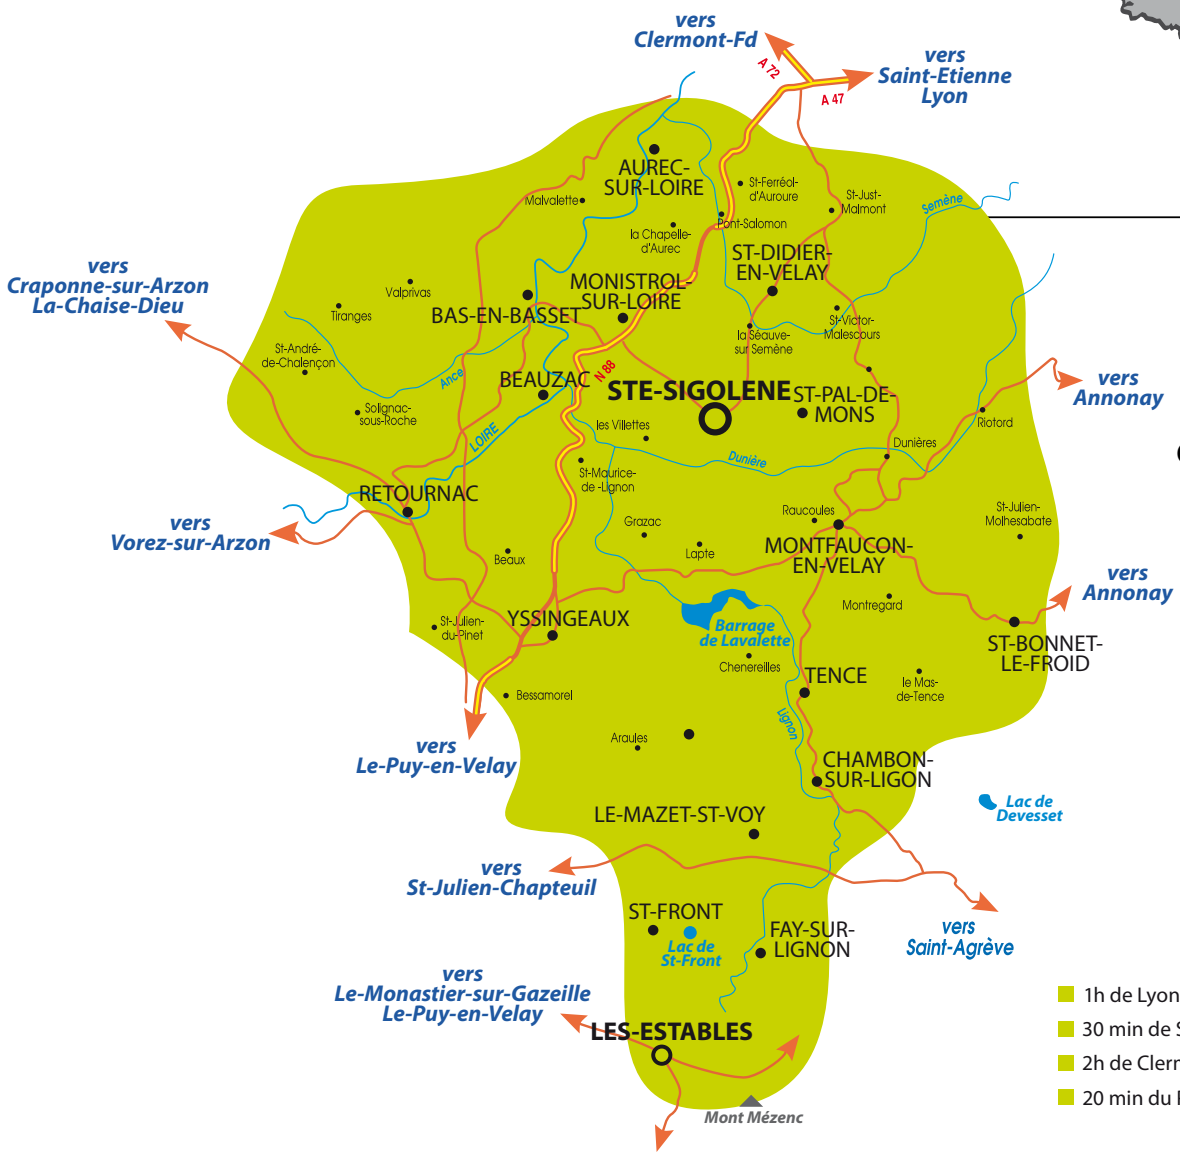 vers
Clermont-Fd
vers
Saint-Etienne
Lyon
A 72
A 47
AUREC-
SUR-LOIRE
St-Ferréol-
d'Auroure
Malvalette
St-Just-
Malmont
Semène
Pont-Salomon
la Chapelle-
d'Aurec
ST-DIDIER-
EN-VELAY
vers
Craponne-sur-Arzon
La-Chaise-Dieu
Valprivas
Tiranges
MONISTROL-
SUR-LOIRE
BAS-EN-BASSET
St-Victor-
Malescours
la Séauve-
sur Semène
St-André-
de-Chalençon
Ance
BEAUZAC
N 88
STE-SIGOLENE
ST-PAL-DE-
MONS
vers
Annonay
Solignac-
sous-Roche
LOIRE
les Villettes
Riotord
Dunières
Dunière
St-Maurice-
de -Lignon
RETOURNAC
vers
Vorez-sur-Arzon
Grazac
Raucoules
St-Julien-
Molhesabate
Lapte
MONTFAUCON-
EN-VELAY
Beaux
vers
Annonay
Montregard
YSSINGEAUX
St-Julien-
du-Pinet
Barrage
de Lavalette
ST-BONNET-
LE-FROID
Chenereilles
TENCE
le Mas-
de-Tence
Bessamorel
Lignon
vers
Le-Puy-en-Velay
Araules
CHAMBON-
SUR-LIGON
Lac de
Devesset
LE-MAZET-ST-VOY
vers
St-Julien-Chapteuil
ST-FRONT
Lac de
St-Front
FAY-SUR-
LIGNON
vers
Saint-Agrève
vers
Le-Monastier-sur-Gazeille
Le-Puy-en-Velay
LES-ESTABLES
Mont Mézenc
1h de Lyon
30 min de S
2h de Clerm
20 min du